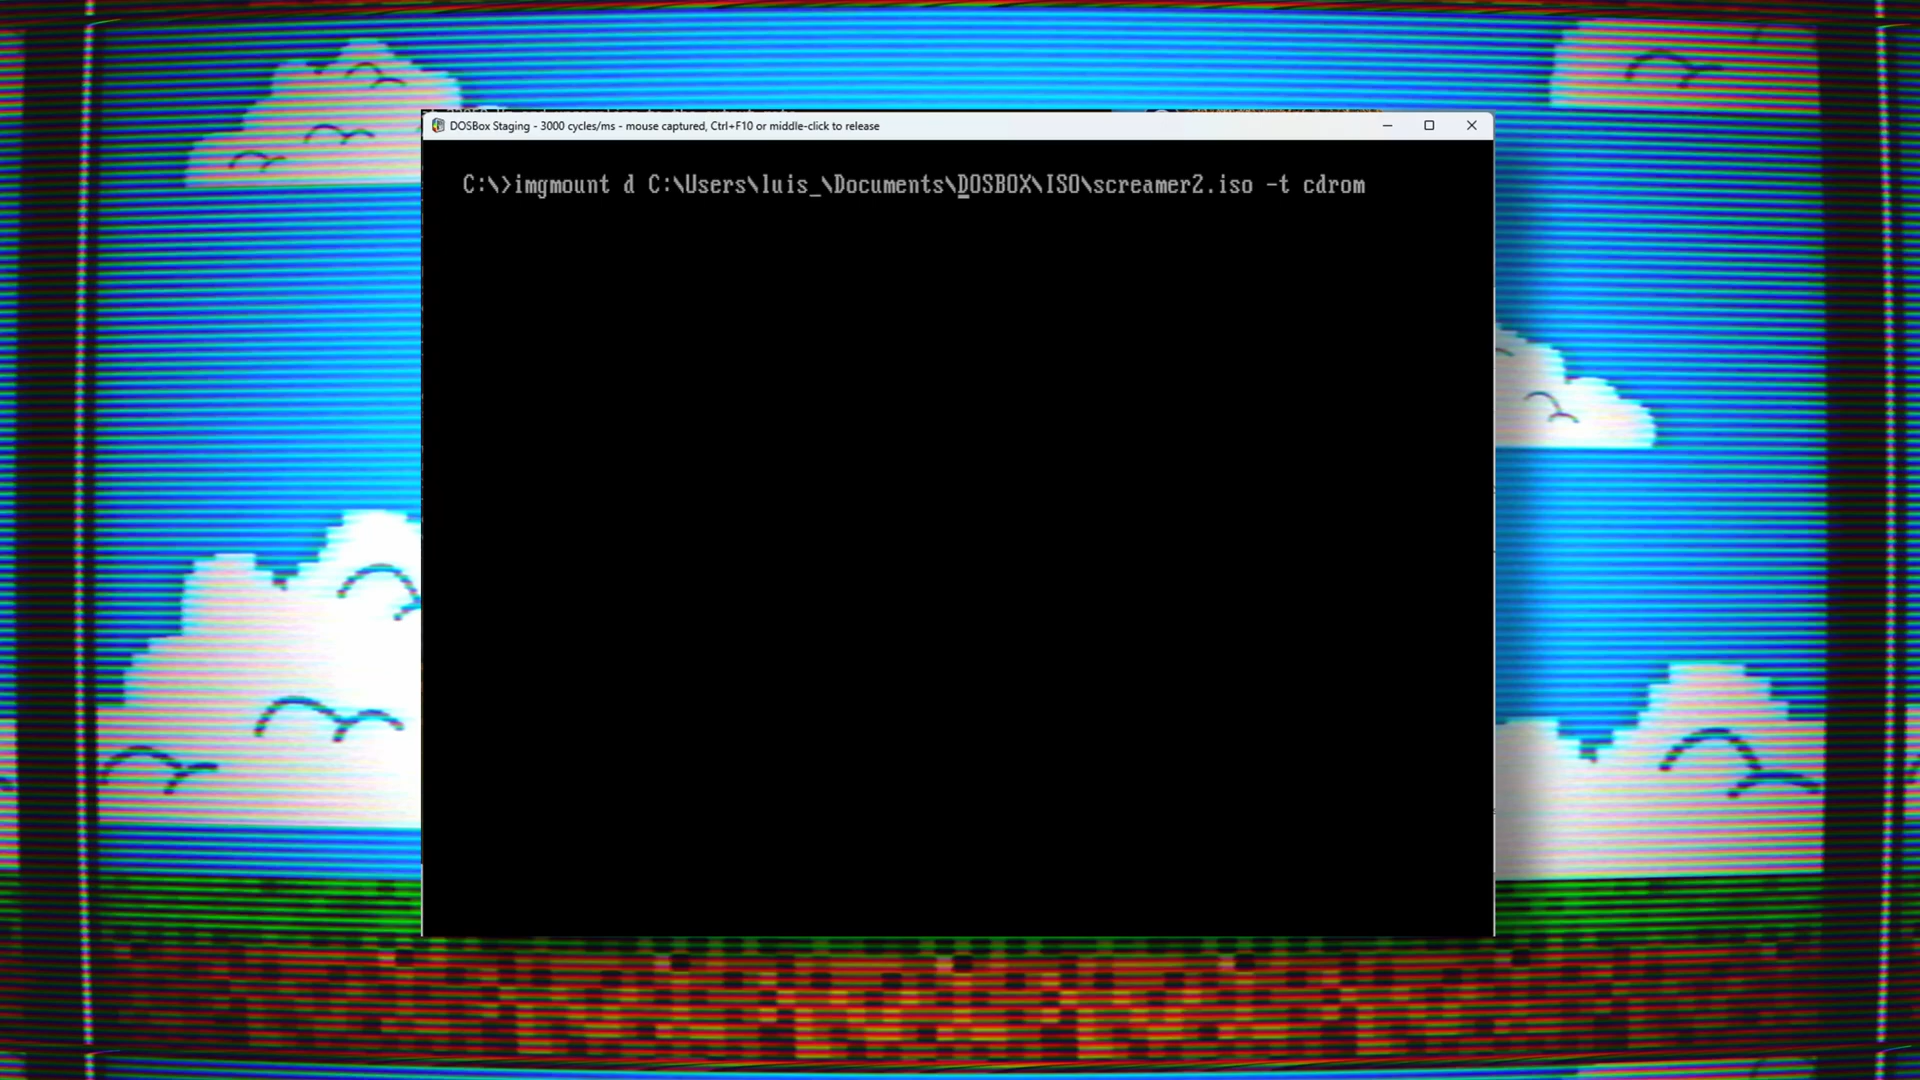 DOSBox Staging - 3000 cycles/ms - mouse captured, Ctrl+F10 or middle-click to release
C:\>imgmount d C:\Users\luis_\Documents\DOSBOX\ISO\screamer2.iso -t cdrom